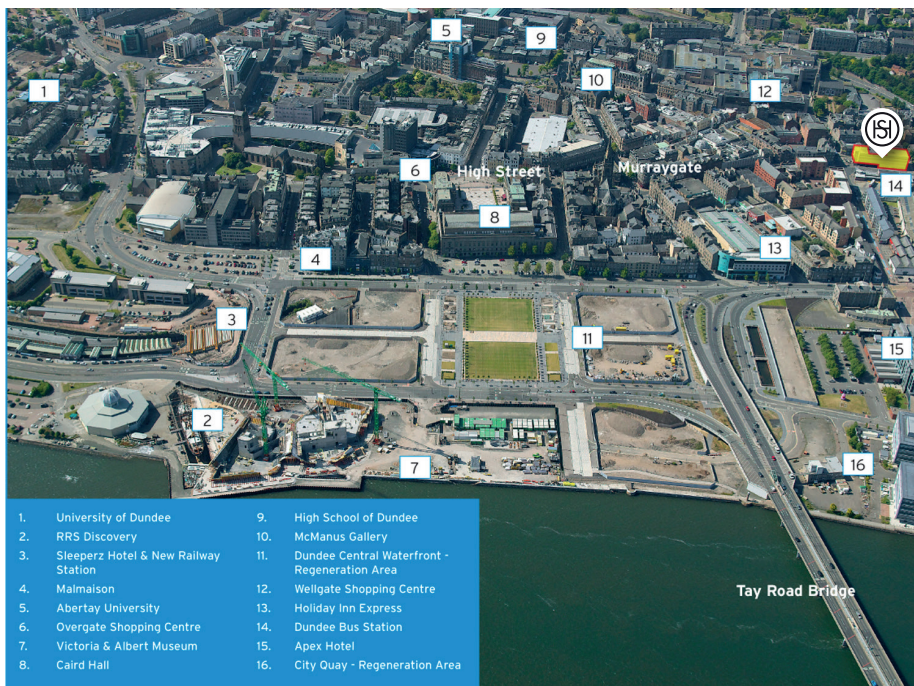 5
9
1
10
12
HS
14
6
High Street
Murraygate
8
13
4
3
11
15
2
7
16
Tay Road Bridge
1. University of Dundee
2. RRS Discovery
3. Sleeperz Hotel & New Railway
Station
4. Malmaison
5. Abertay University
6. Overgate Shopping Centre
7. Victoria & Albert Museum
8. Caird Hall
9. High School of Dundee
10. McManus Gallery
11. Dundee Central Waterfront -
Regeneration Area
12. Wellgate Shopping Centre
13. Holiday Inn Express
14. Dundee Bus Station
15. Apex Hotel
16. City Quay - Regeneration Area